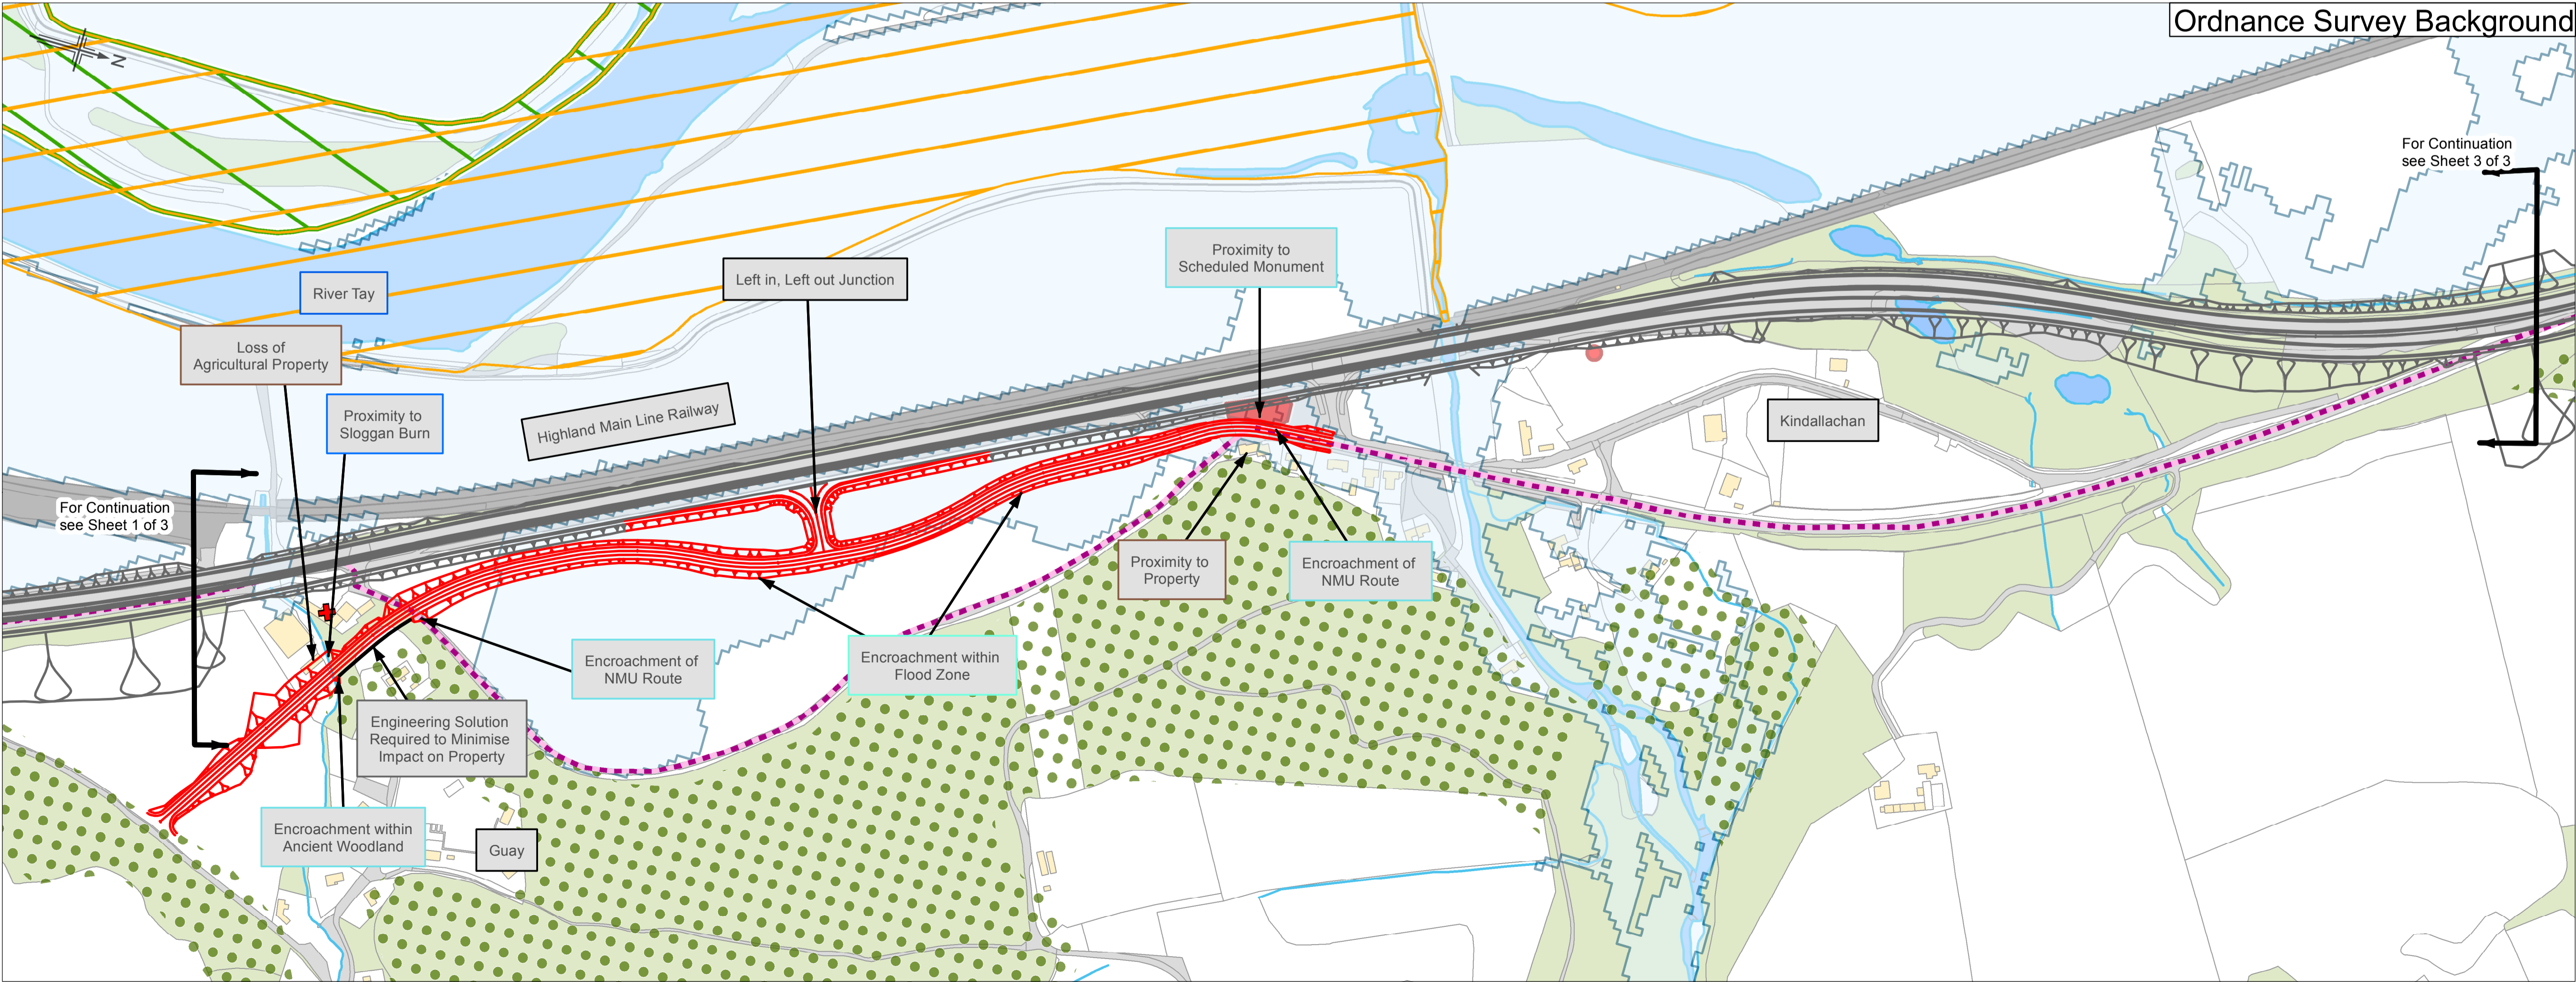 Ordnance Survey Background
N
For Continuation
see Sheet 3 of 3
Proximity to
Scheduled Monument
Left in, Left out Junction
River Tay
Loss of
Agricultural Property
Proximity to
Sloggan Burn
Highland Main Line Railway
Kindallachan
For Continuation
see Sheet 1 of 3
Proximity to
Property
Encroachment of
NMU Route
Encroachment of
NMU Route
Encroachment within
Flood Zone
Engineering Solution
Required to Minimise
Impact on Property
Encroachment within
Ancient Woodland
Guay